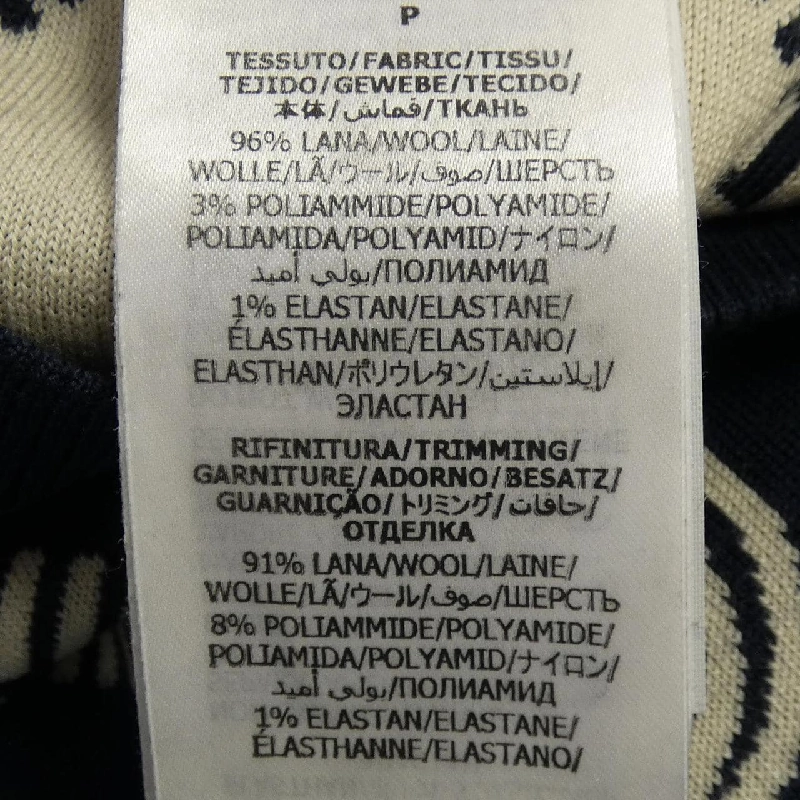 P
TESSUTO/FABRIC/TISSU/
TEJIDO/GEWEBE/TECIDO/
本体/قماش/ТКАНЬ
96% LANA/WOOL/LAINE/
WOLLE/LÃ/ウール/صوف/ШЕРСТЬ
3% POLIAMMIDE/POLYAMIDE/
POLIAMIDA/POLYAMID/ナイロン/
بولي أميد/ПОЛИАМИД
1% ELASTAN/ELASTANE/
ÉLASTHANNE/ELASTANO/
ELASTHAN/ポリウレタン/إيلاستين/
ЭЛАСТАН
RIFINITURA/TRIMMING/
GARNITURE/ADORNO/BESATZ/
GUARNIÇÃO/トリミング/حافات/
ОТДЕЛКА
91% LANA/WOOL/LAINE/
WOLLE/LÃ/ウール/صوف/ШЕРСТЬ
8% POLIAMMIDE/POLYAMIDE/
POLIAMIDA/POLYAMID/ナイロン/
بولي أميد/ПОЛИАМИД
1% ELASTAN/ELASTANE/
ÉLASTHANNE/ELASTANO/